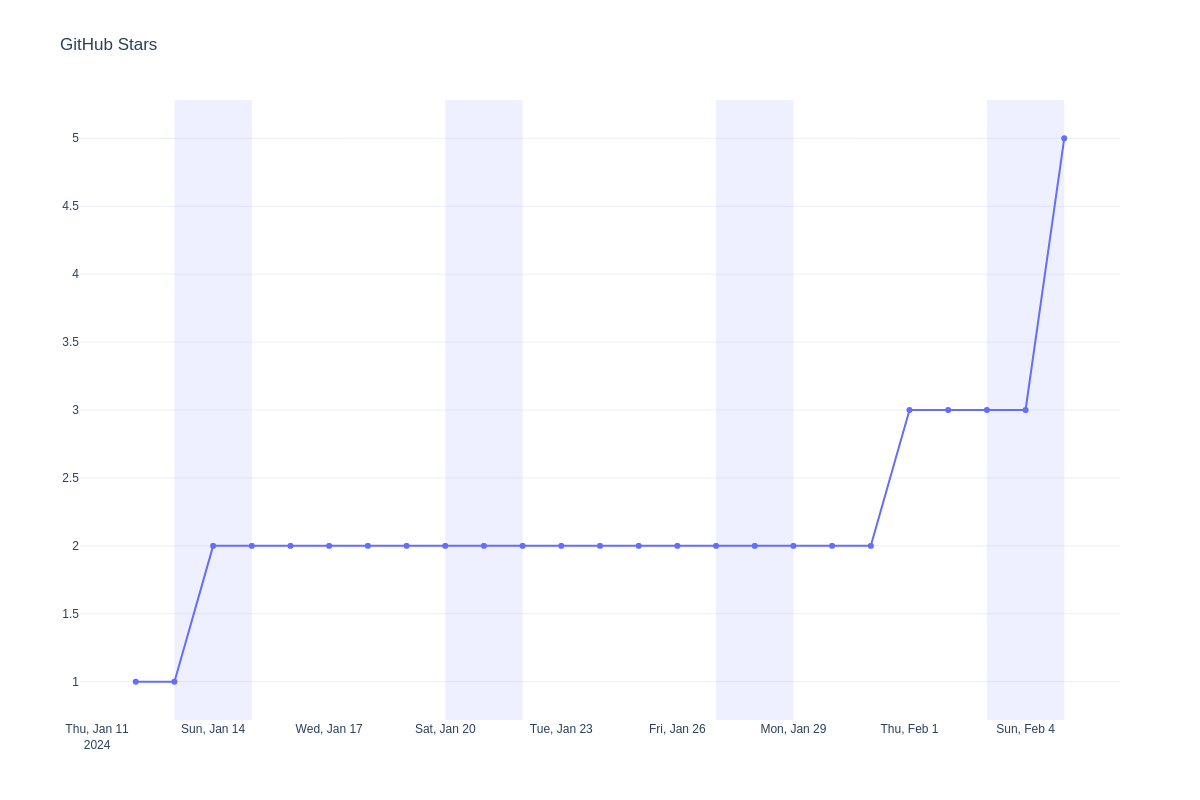 GitHub Stars
5
4.5
4
3.5
3
2.5
2
1.5
1
Thu, Jan 11
2024
Sun, Jan 14
Wed, Jan 17
Sat, Jan 20
Tue, Jan 23
Fri, Jan 26
Mon, Jan 29
Thu, Feb 1
Sun, Feb 4